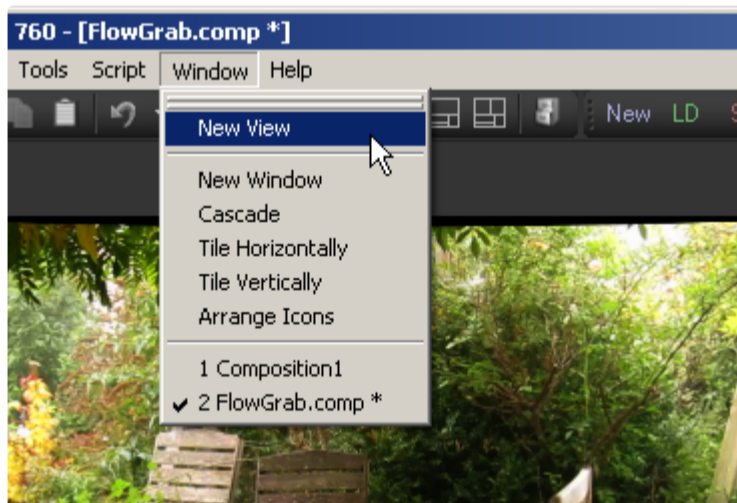 760 - [FlowGrab.comp *]
Tools Script Window Help
New LD
New View
New Window
Cascade
Tile Horizontally
Tile Vertically
Arrange Icons
1 Composition1
2 FlowGrab.comp *